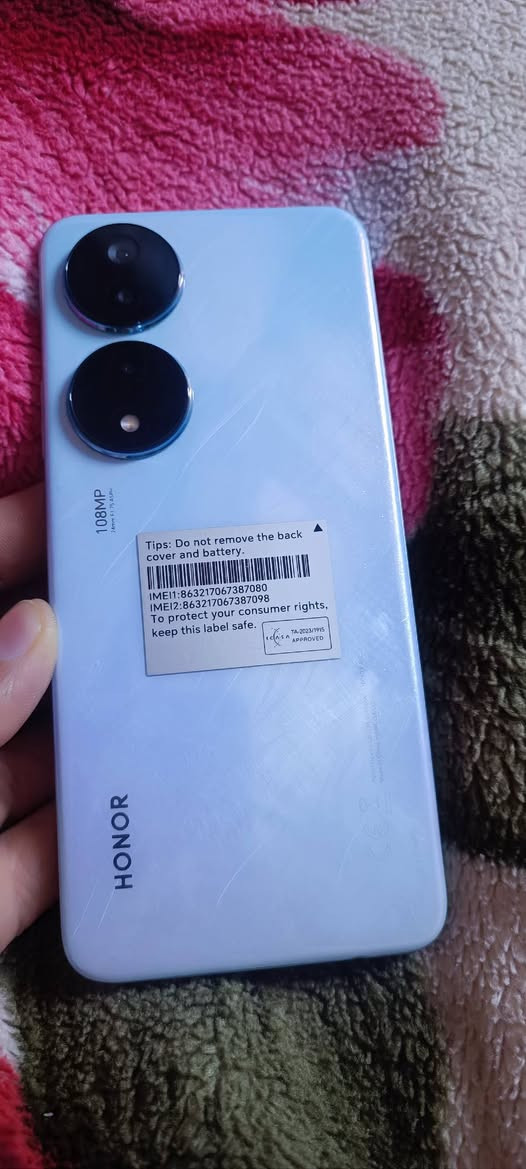 108MP
Tips: Do not remove the back
cover and battery.
IMEI1:863217067387080
IMEI2:863217067387098
To protect your consumer rights,
keep this label safe.
ICASA TA-2023/1915
APPROVED
HONOR